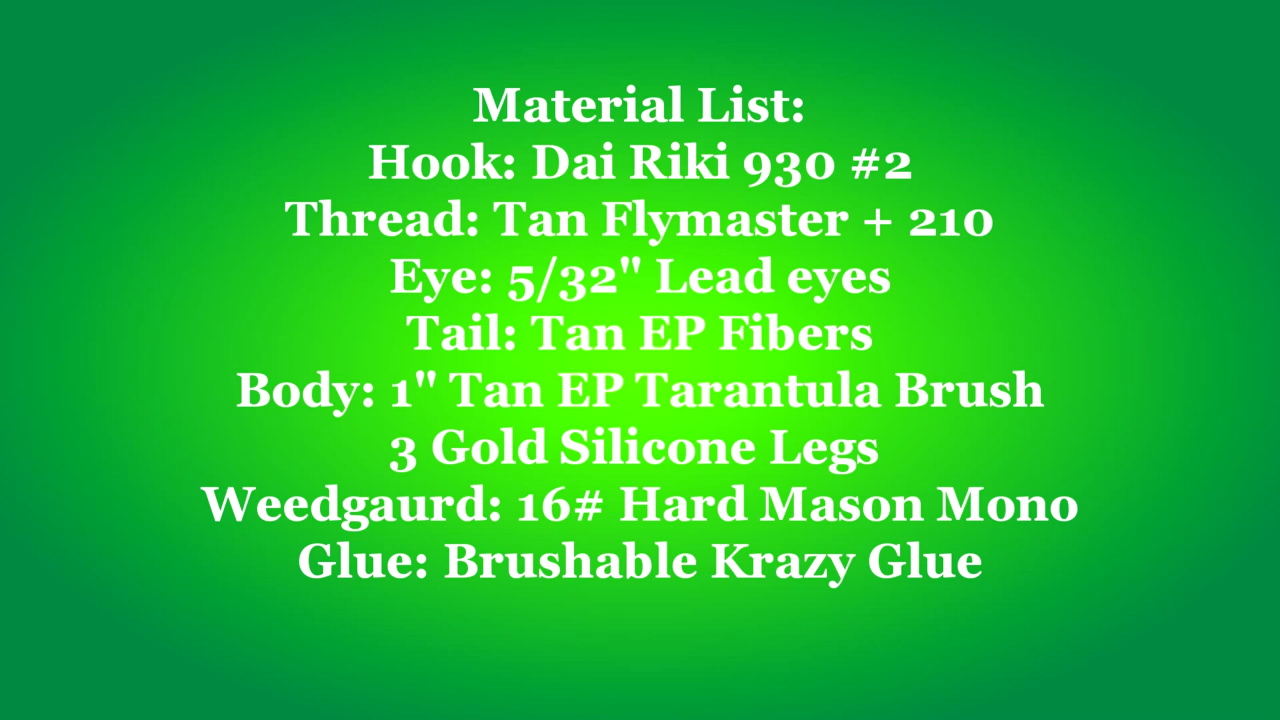 Material List:
Hook: Dai Riki 930 #2
Thread: Tan Flymaster + 210
Eye: 5/32" Lead eyes
Tail: Tan EP Fibers
Body: 1" Tan EP Tarantula Brush
3 Gold Silicone Legs
Weedgaurd: 16# Hard Mason Mono
Glue: Brushable Krazy Glue